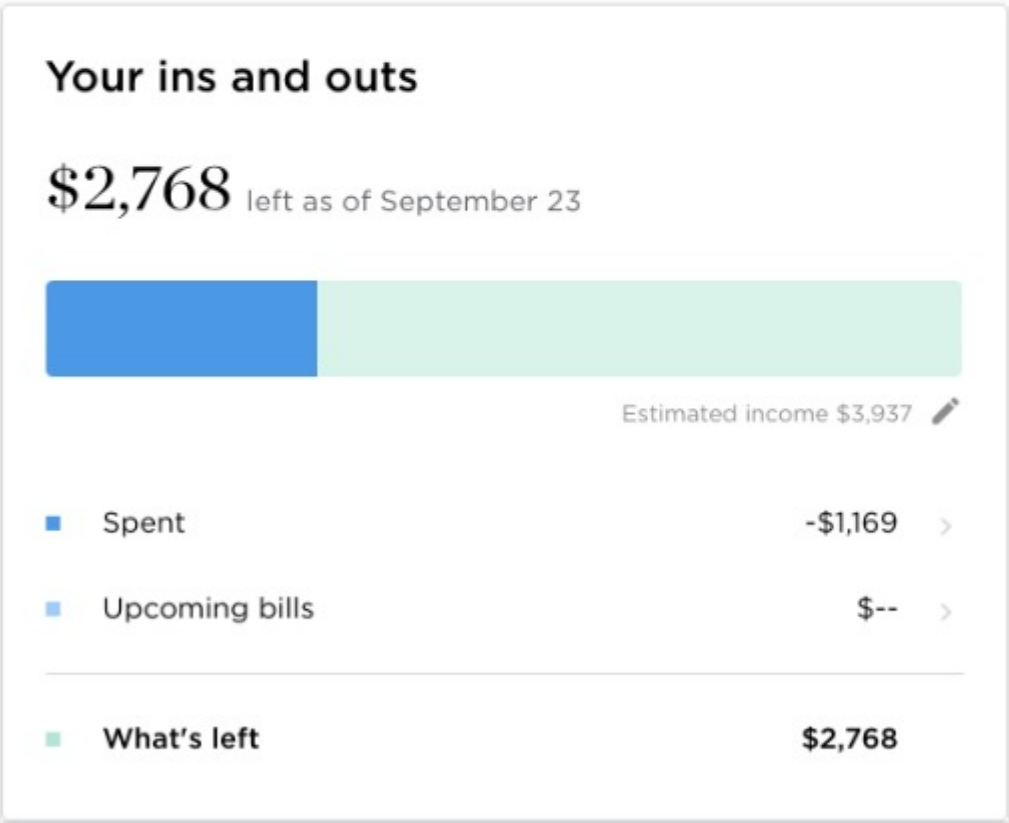 Your ins and outs
$2,768 left as of September 23
Estimated income $3,937
Spent -$1,169
Upcoming bills $--
What's left $2,768